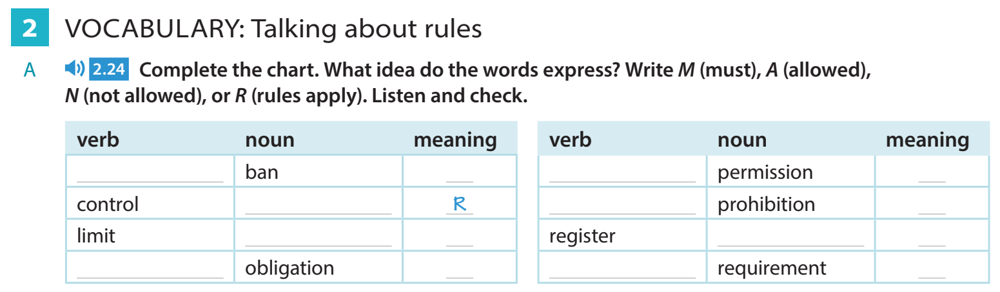 2 VOCABULARY: Talking about rules
A 2.24 Complete the chart. What idea do the words express? Write M (must), A (allowed),
N (not allowed), or R (rules apply). Listen and check.
verb noun meaning
ban
control R
limit
obligation
verb noun meaning
permission
prohibition
register
requirement